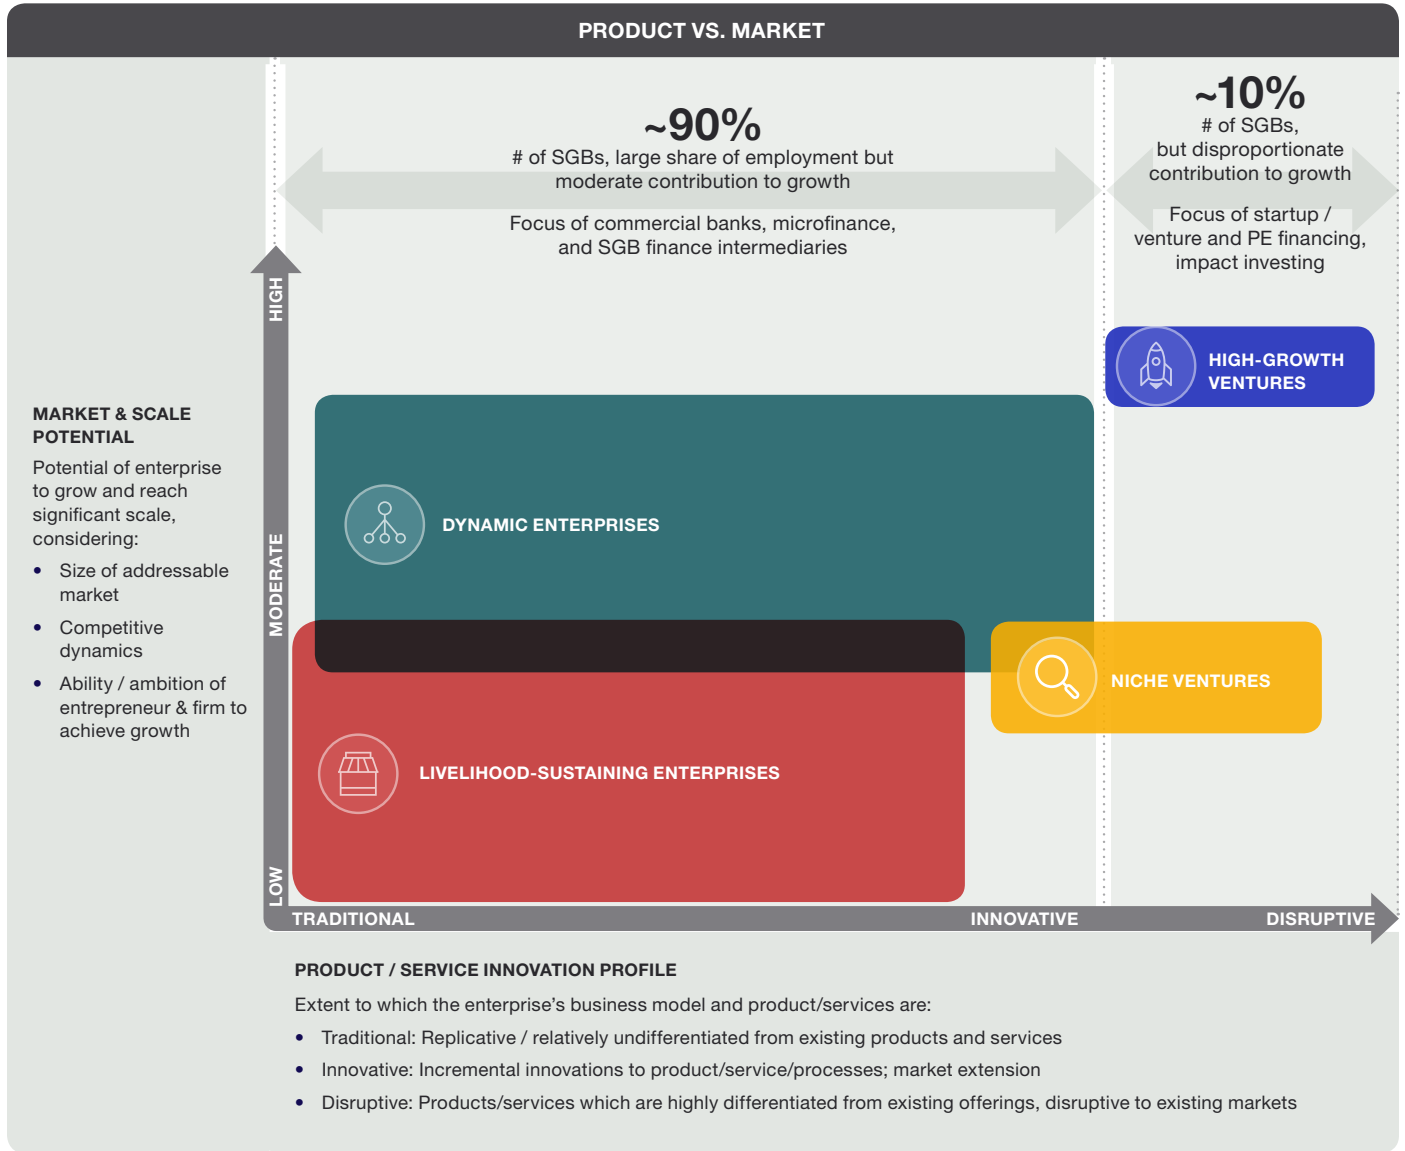 PRODUCT VS. MARKET
~90%
# of SGBs, large share of employment but
moderate contribution to growth
Focus of commercial banks, microfinance,
and SGB finance intermediaries
~10%
# of SGBs,
but disproportionate
contribution to growth
Focus of startup /
venture and PE financing,
impact investing
MARKET & SCALE
POTENTIAL
Potential of enterprise
to grow and reach
significant scale,
considering:
• Size of addressable
market
• Competitive
dynamics
• Ability / ambition of
entrepreneur & firm to
achieve growth
HIGH
MODERATE
LOW
HIGH-GROWTH
VENTURES
DYNAMIC ENTERPRISES
NICHE VENTURES
LIVELIHOOD-SUSTAINING ENTERPRISES
TRADITIONAL
INNOVATIVE
DISRUPTIVE
PRODUCT / SERVICE INNOVATION PROFILE
Extent to which the enterprise’s business model and product/services are:
• Traditional: Replicative / relatively undifferentiated from existing products and services
• Innovative: Incremental innovations to product/service/processes; market extension
• Disruptive: Products/services which are highly differentiated from existing offerings, disruptive to existing markets